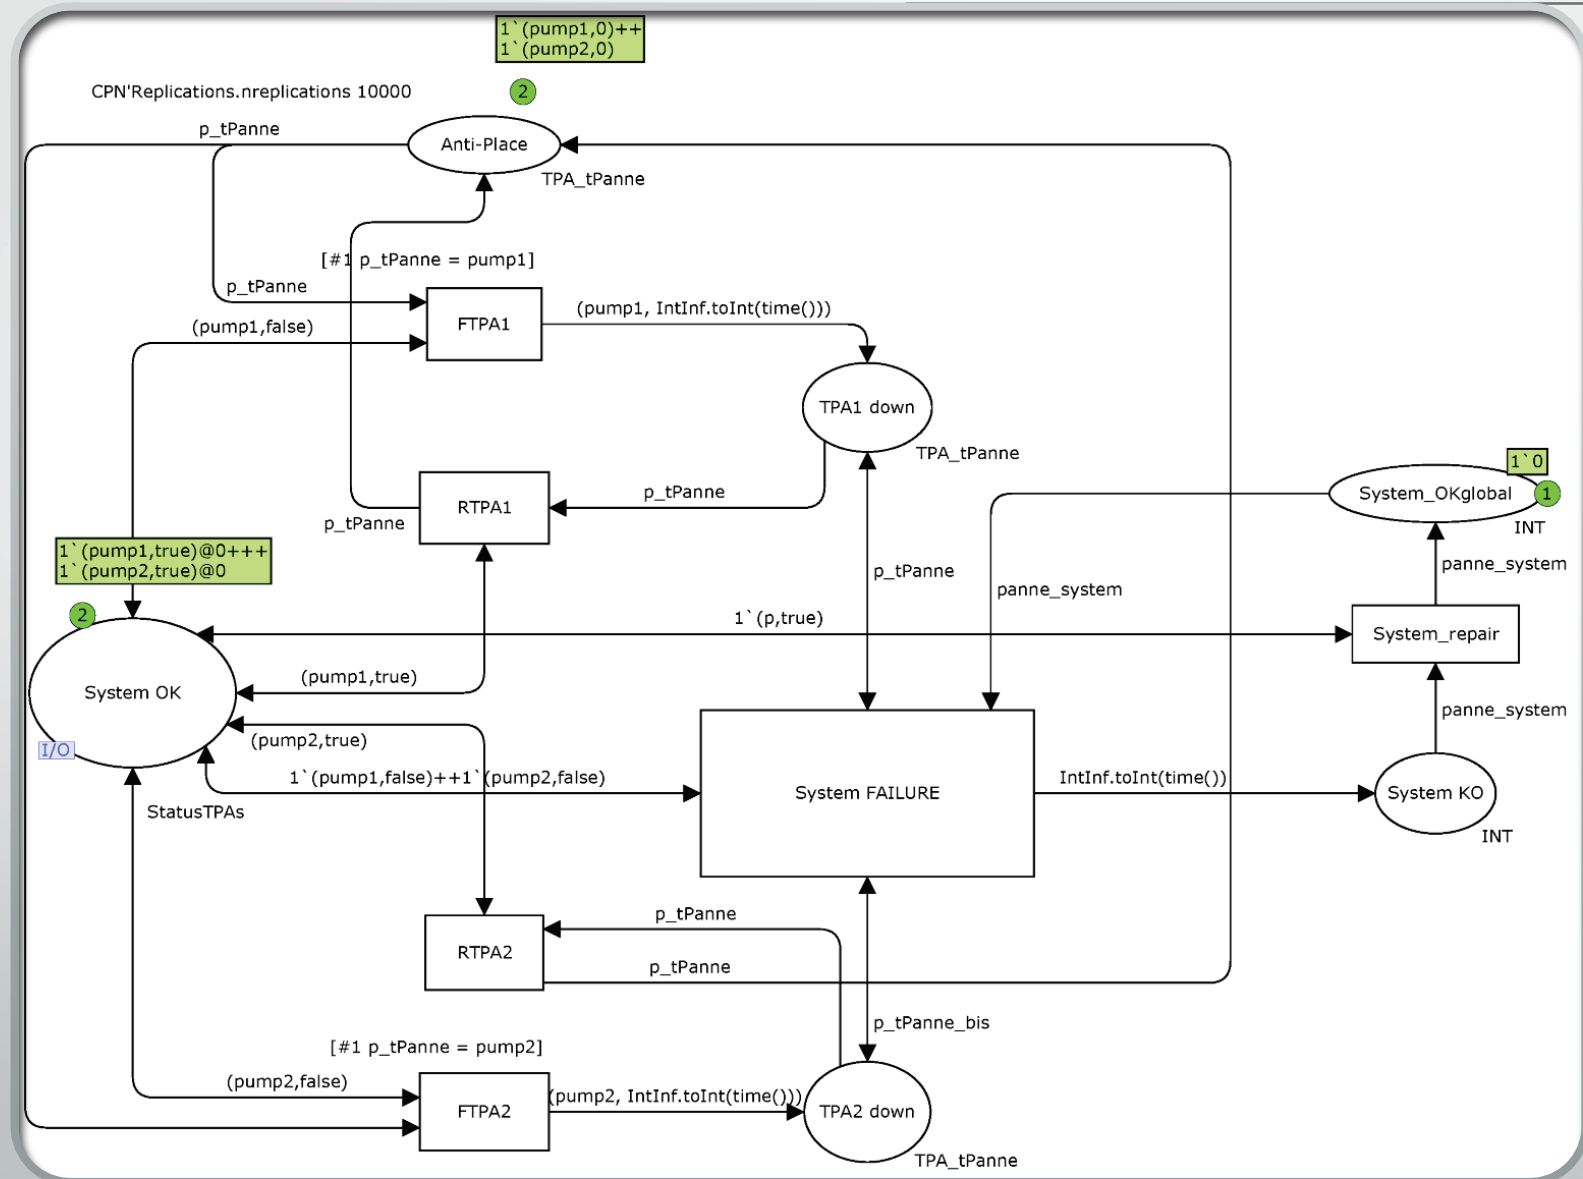 1`(pump1,0)++
1`(pump2,0)
CPN'Replications.nreplications 10000
2
p_tPanne
Anti-Place
TPA_tPanne
[#1 p_tPanne = pump1]
p_tPanne
(pump1, IntInf.toInt(time()))
FTPA1
(pump1,false)
TPA1 down
TPA_tPanne
1`0
System_OKglobal
1
INT
p_tPanne
RTPA1
p_tPanne
1`(pump1,true)@0+++
1`(pump2,true)@0
p_tPanne
panne_system
panne_system
2
1`(p,true)
System_repair
(pump1,true)
System OK
panne_system
I/O
(pump2,true)
1`(pump1,false)++1`(pump2,false)
System FAILURE
IntInf.toInt(time())
System KO
StatusTPAs
INT
p_tPanne
RTPA2
p_tPanne
p_tPanne_bis
[#1 p_tPanne = pump2]
(pump2,false)
FTPA2
(pump2, IntInf.toInt(time()))
TPA2 down
TPA_tPanne